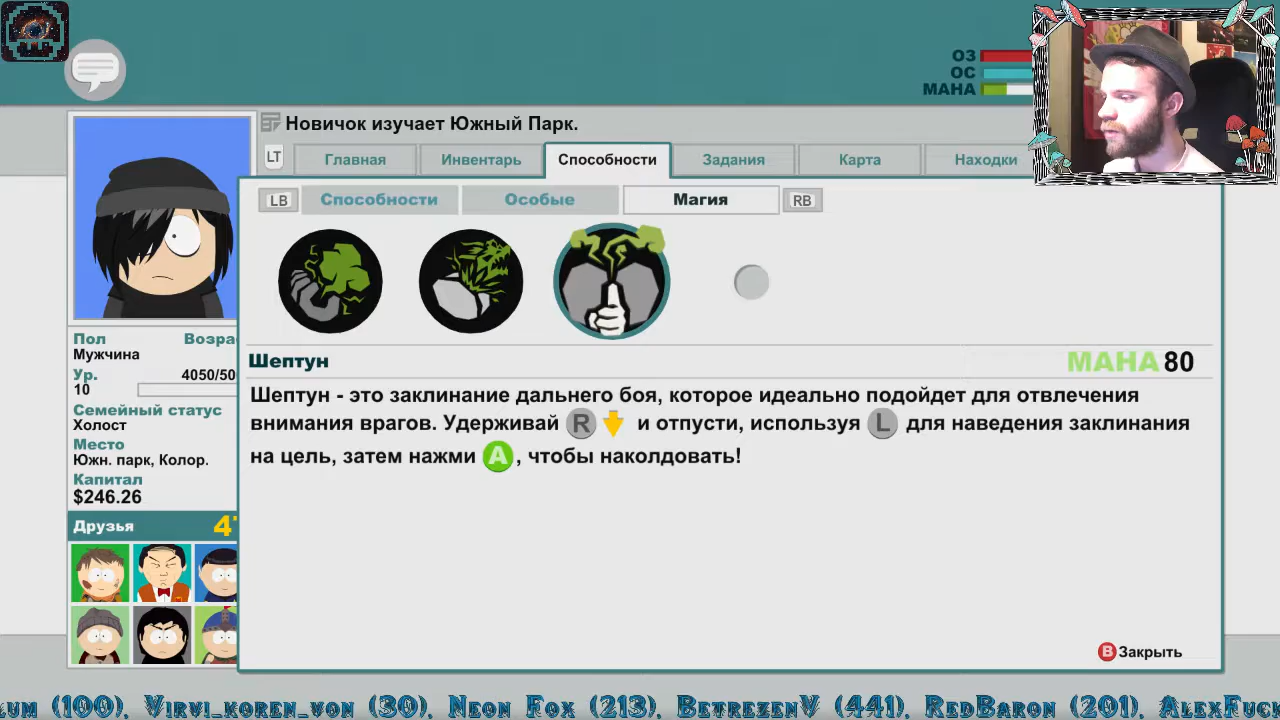 ОЗ
ОС
МАНА
Новичок изучает Южный Парк.
LT Главная Инвентарь Способности Задания Карта Находки
LB Способности Особые Магия RB
Шептун МАНА 80
Шептун - это заклинание дальнего боя, которое идеально подойдет для отвлечения
внимания врагов. Удерживай R и отпусти, используя L для наведения заклинания
на цель, затем нажми A, чтобы наколдовать!
Пол
Мужчина
Ур. 4050/50
10
Семейный статус
Холост
Место
Южн. парк, Колор.
Капитал
$246.26
Друзья
B Закрыть
(100), Virvi_koren_von (30), Neon Fox (213), BetrezenV (441), RedBaron (201),